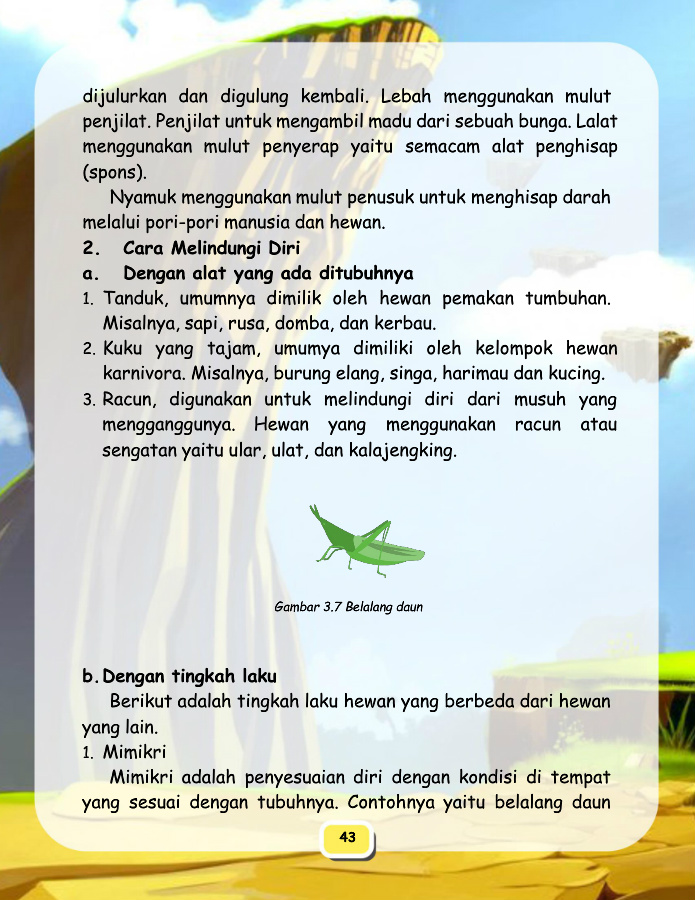 dijulurkan dan digulung kembali. Lebah menggunakan mulut
penjilat. Penjilat untuk mengambil madu dari sebuah bunga. Lalat
menggunakan mulut penyerap yaitu semacam alat penghisap
(spons).
Nyamuk menggunakan mulut penusuk untuk menghisap darah
melalui pori-pori manusia dan hewan.
2. Cara Melindungi Diri
a. Dengan alat yang ada ditubuhnya
1. Tanduk, umumnya dimilik oleh hewan pemakan tumbuhan.
Misalnya, sapi, rusa, domba, dan kerbau.
2. Kuku yang tajam, umumya dimiliki oleh kelompok hewan
karnivora. Misalnya, burung elang, singa, harimau dan kucing.
3. Racun, digunakan untuk melindungi diri dari musuh yang
mengganggunya. Hewan yang menggunakan racun atau
sengatan yaitu ular, ulat, dan kalajengking.
Gambar 3.7 Belalang daun
b. Dengan tingkah laku
Berikut adalah tingkah laku hewan yang berbeda dari hewan
yang lain.
1. Mimikri
Mimikri adalah penyesuaian diri dengan kondisi di tempat
yang sesuai dengan tubuhnya. Contohnya yaitu belalang daun
43